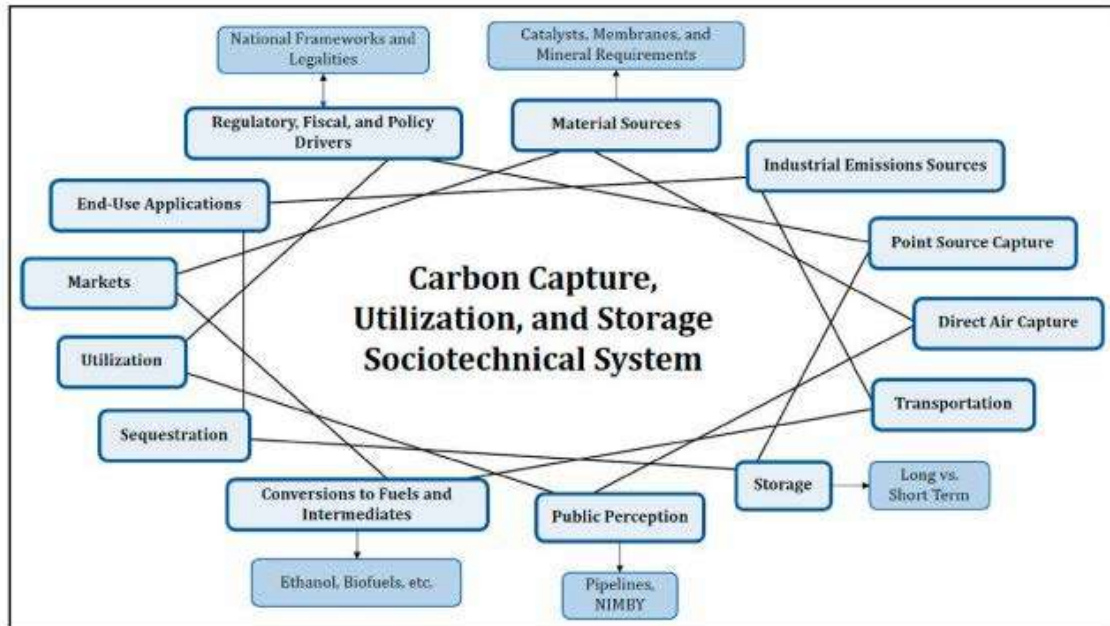 National Frameworks and
Legalities
Catalysts, Membranes, and
Mineral Requirements
Regulatory, Fiscal, and Policy
Drivers
Material Sources
Industrial Emissions Sources
End-Use Applications
Point Source Capture
Markets
Carbon Capture,
Utilization, and Storage
Sociotechnical System
Direct Air Capture
Utilization
Transportation
Sequestration
Storage
Long vs.
Short Term
Conversions to Fuels and
Intermediates
Public Perception
Ethanol, Biofuels, etc.
Pipelines,
NIMBY